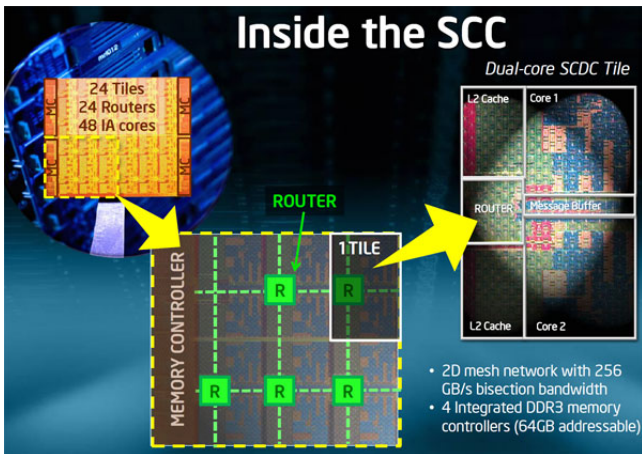 Inside the SCC
24 Tiles
24 Routers
48 IA cores
MC
MC
MC
MC
Dual-core SCDC Tile
L2 Cache
Core 1
ROUTER
Message Buffer
L2 Cache
Core 2
ROUTER
1 TILE
MEMORY CONTROLLER
R
R
R
R
R
• 2D mesh network with 256
GB/s bisection bandwidth
• 4 Integrated DDR3 memory
controllers (64GB addressable)